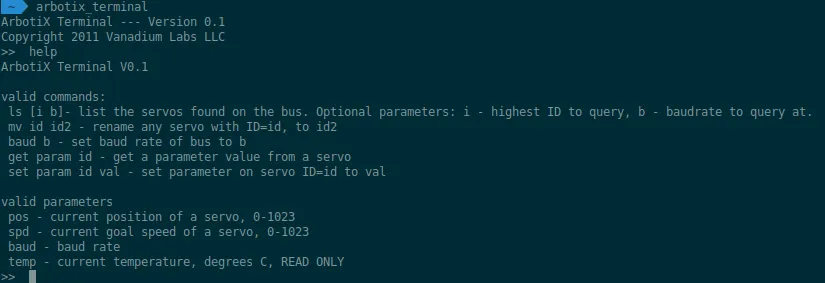 ~ arbotix_terminal
ArbotiX Terminal --- Version 0.1
Copyright 2011 Vanadium Labs LLC
>> help
ArbotiX Terminal V0.1
valid commands:
ls [i b]- list the servos found on the bus. Optional parameters: i - highest ID to query, b - baudrate to query at.
mv id id2 - rename any servo with ID=id, to id2
baud b - set baud rate of bus to b
get param id - get a parameter value from a servo
set param id val - set parameter on servo ID=id to val
valid parameters
pos - current position of a servo, 0-1023
spd - current goal speed of a servo, 0-1023
baud - baud rate
temp - current temperature, degrees C, READ ONLY
>>